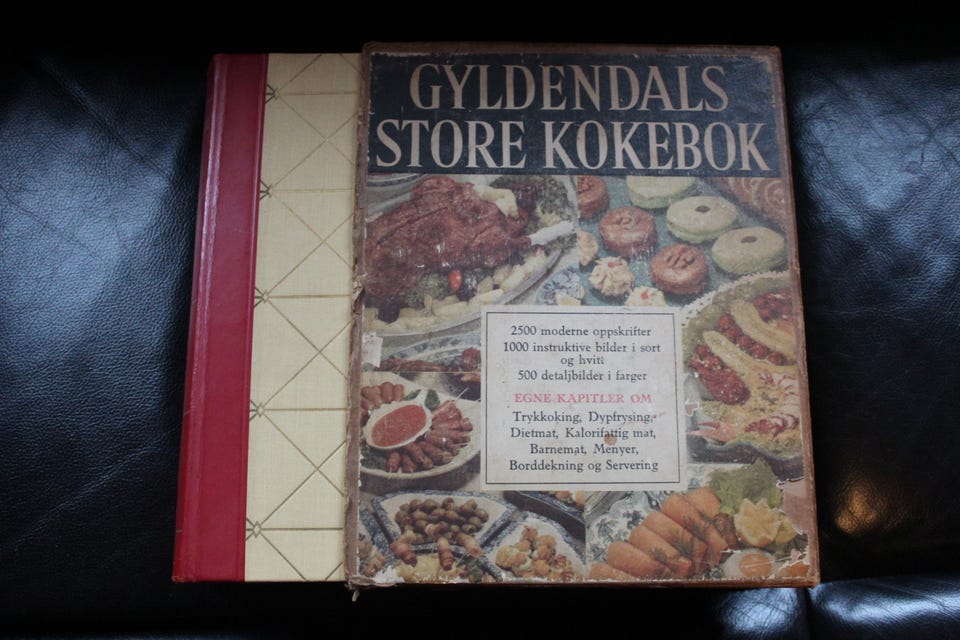 GYLDENDALS
STORE KOKEBOK
2500 moderne oppskrifter
1000 instruktive bilder i sort
og hvitt
500 detaljbilder i farger
EGNE KAPITLER OM
Trykkoking, Dypfrysing,
Dietmat, Kalorifattig mat,
Barnemat, Menyer,
Borddekning og Servering